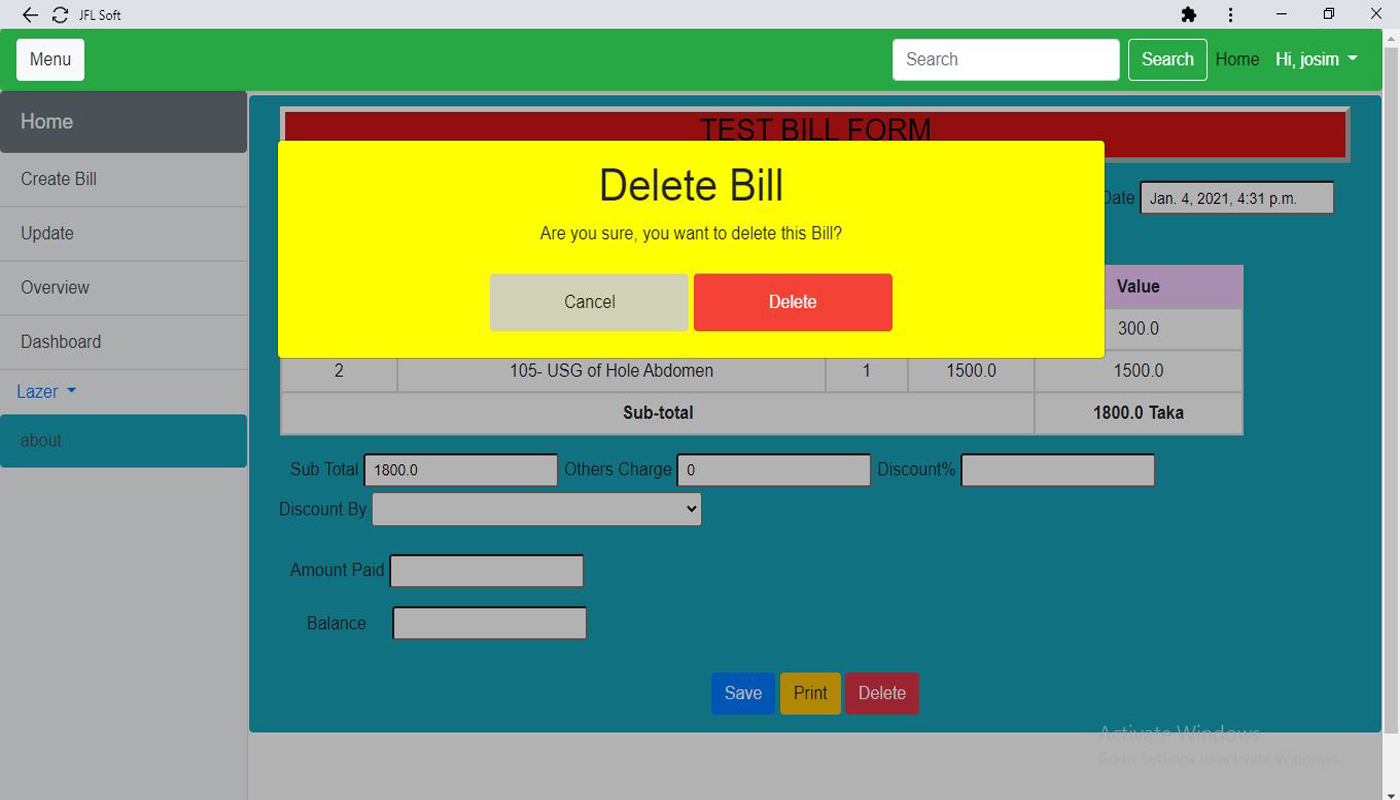 JFL Soft
Menu
Search
Search
Home
Hi, josim
Home
Create Bill
Update
Overview
Dashboard
Lazer
about
TEST BILL FORM
Date Jan. 4, 2021, 4:31 p.m.
Delete Bill
Are you sure, you want to delete this Bill?
Cancel
Delete
Value
300.0
2 105- USG of Hole Abdomen 1 1500.0 1500.0
Sub-total 1800.0 Taka
Sub Total 1800.0 Others Charge 0 Discount%
Discount By
Amount Paid
Balance
Save Print Delete
Activate Windows
Go to Settings to activate Windows.